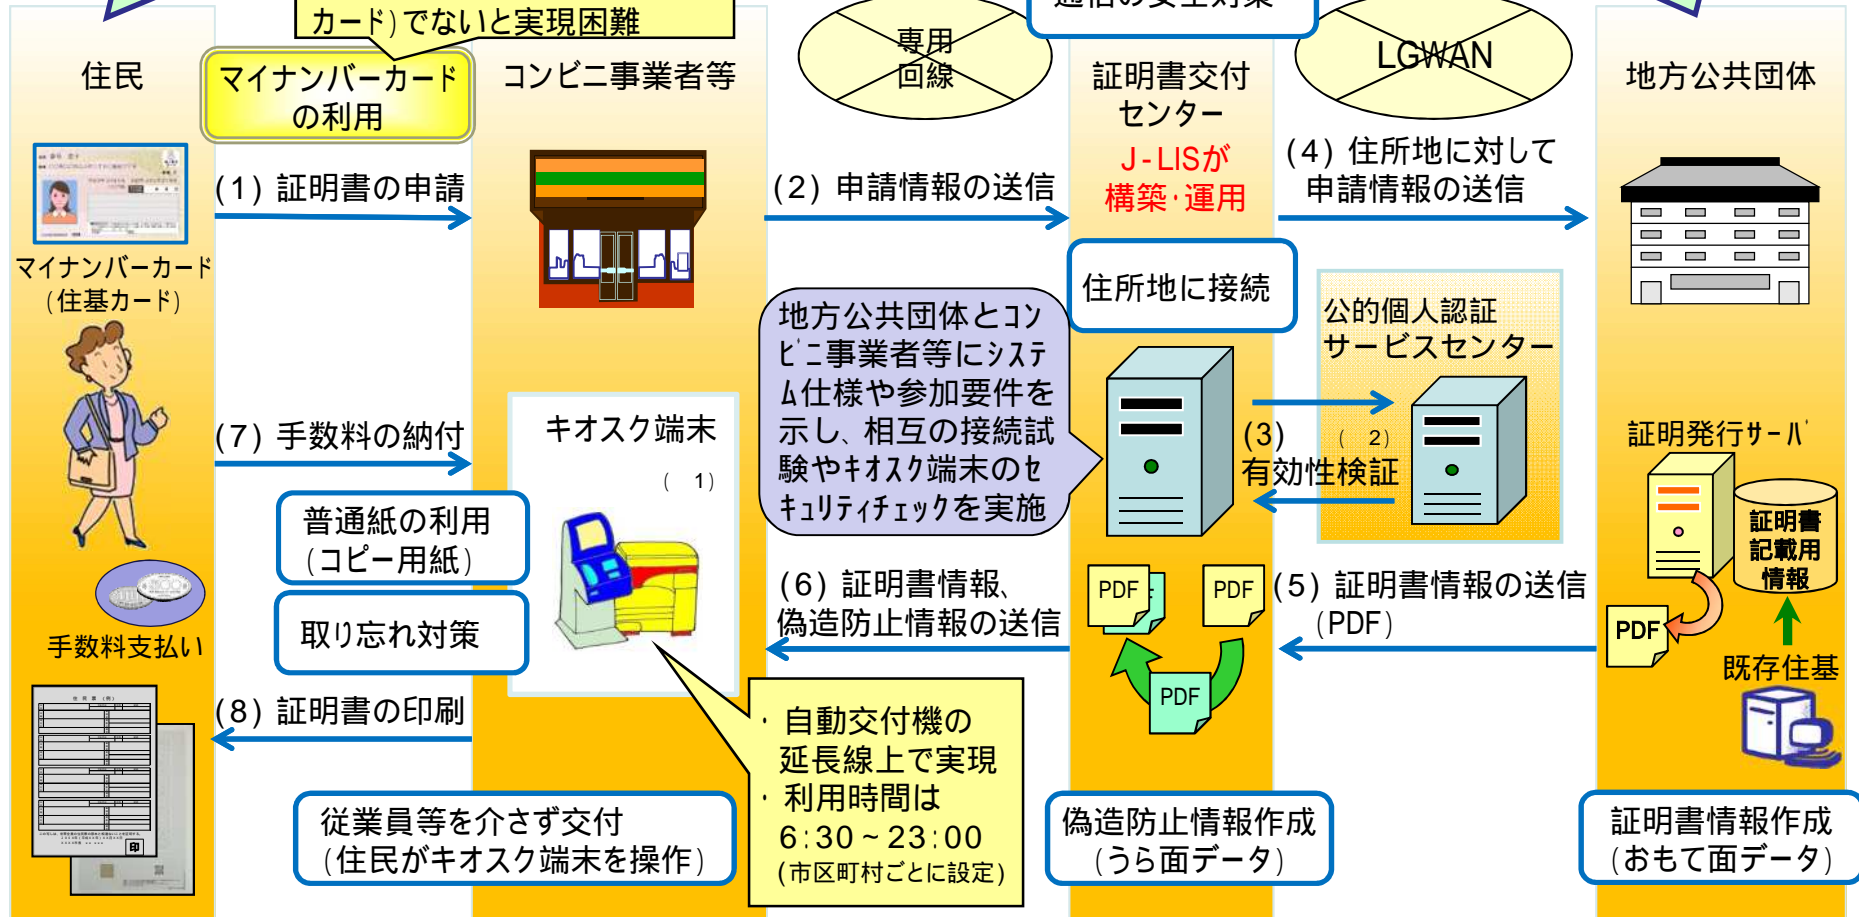 カード)でないと実現困難
通信の安全対策
住民
マイナンバーカード
の利用
コンビニ事業者等
専用
回線
証明書交付
センター
J-LISが
構築・運用
LGWAN
地方公共団体
(1) 証明書の申請
(2) 申請情報の送信
(4) 住所地に対して
申請情報の送信
マイナンバーカード
(住基カード)
住所地に接続
公的個人認証
サービスセンター
地方公共団体とコン
ビニ事業者等にシステ
ム仕様や参加要件を
示し、相互の接続試
験やキオスク端末のセ
キュリティチェックを実施
(3)
( 2)
有効性検証
(7) 手数料の納付
キオスク端末
( 1)
証明発行サーバ
証明書
記載用
情報
普通紙の利用
(コピー用紙)
取り忘れ対策
手数料支払い
(6) 証明書情報、
偽造防止情報の送信
PDF
PDF
PDF
(5) 証明書情報の送信
(PDF)
PDF
既存住基
(8) 証明書の印刷
・自動交付機の
延長線上で実現
・利用時間は
6:30~23:00
(市区町村ごとに設定)
従業員等を介さず交付
(住民がキオスク端末を操作)
偽造防止情報作成
(うら面データ)
証明書情報作成
(おもて面データ)
印